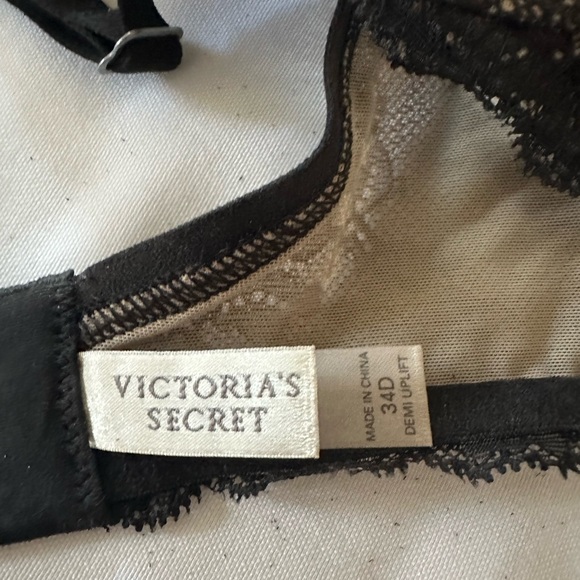 VICTORIA'S
SECRET
MADE IN CHINA
34D
DEMI UPLIFT